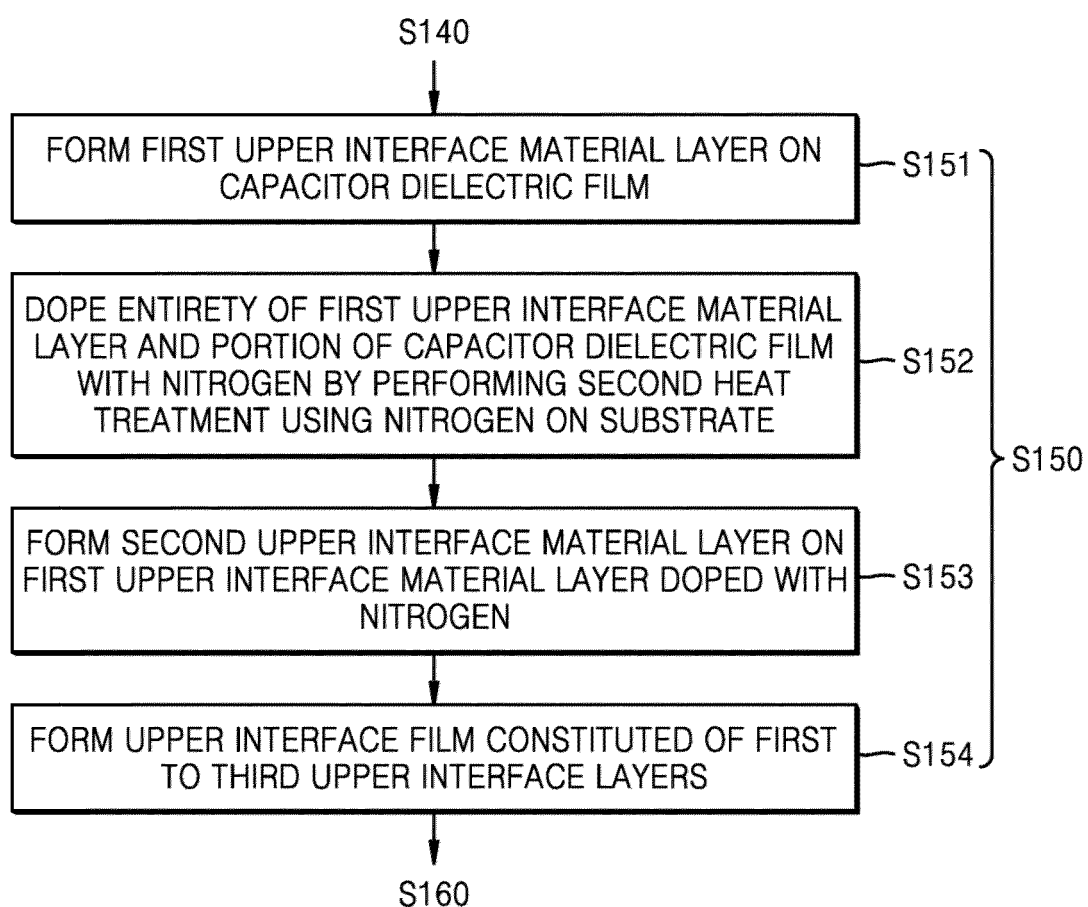 S140
FORM FIRST UPPER INTERFACE MATERIAL LAYER ON
CAPACITOR DIELECTRIC FILM
S151
DOPE ENTIRETY OF FIRST UPPER INTERFACE MATERIAL
LAYER AND PORTION OF CAPACITOR DIELECTRIC FILM
WITH NITROGEN BY PERFORMING SECOND HEAT
TREATMENT USING NITROGEN ON SUBSTRATE
S152
S150
FORM SECOND UPPER INTERFACE MATERIAL LAYER ON
FIRST UPPER INTERFACE MATERIAL LAYER DOPED WITH
NITROGEN
S153
FORM UPPER INTERFACE FILM CONSTITUTED OF FIRST
TO THIRD UPPER INTERFACE LAYERS
S154
S160